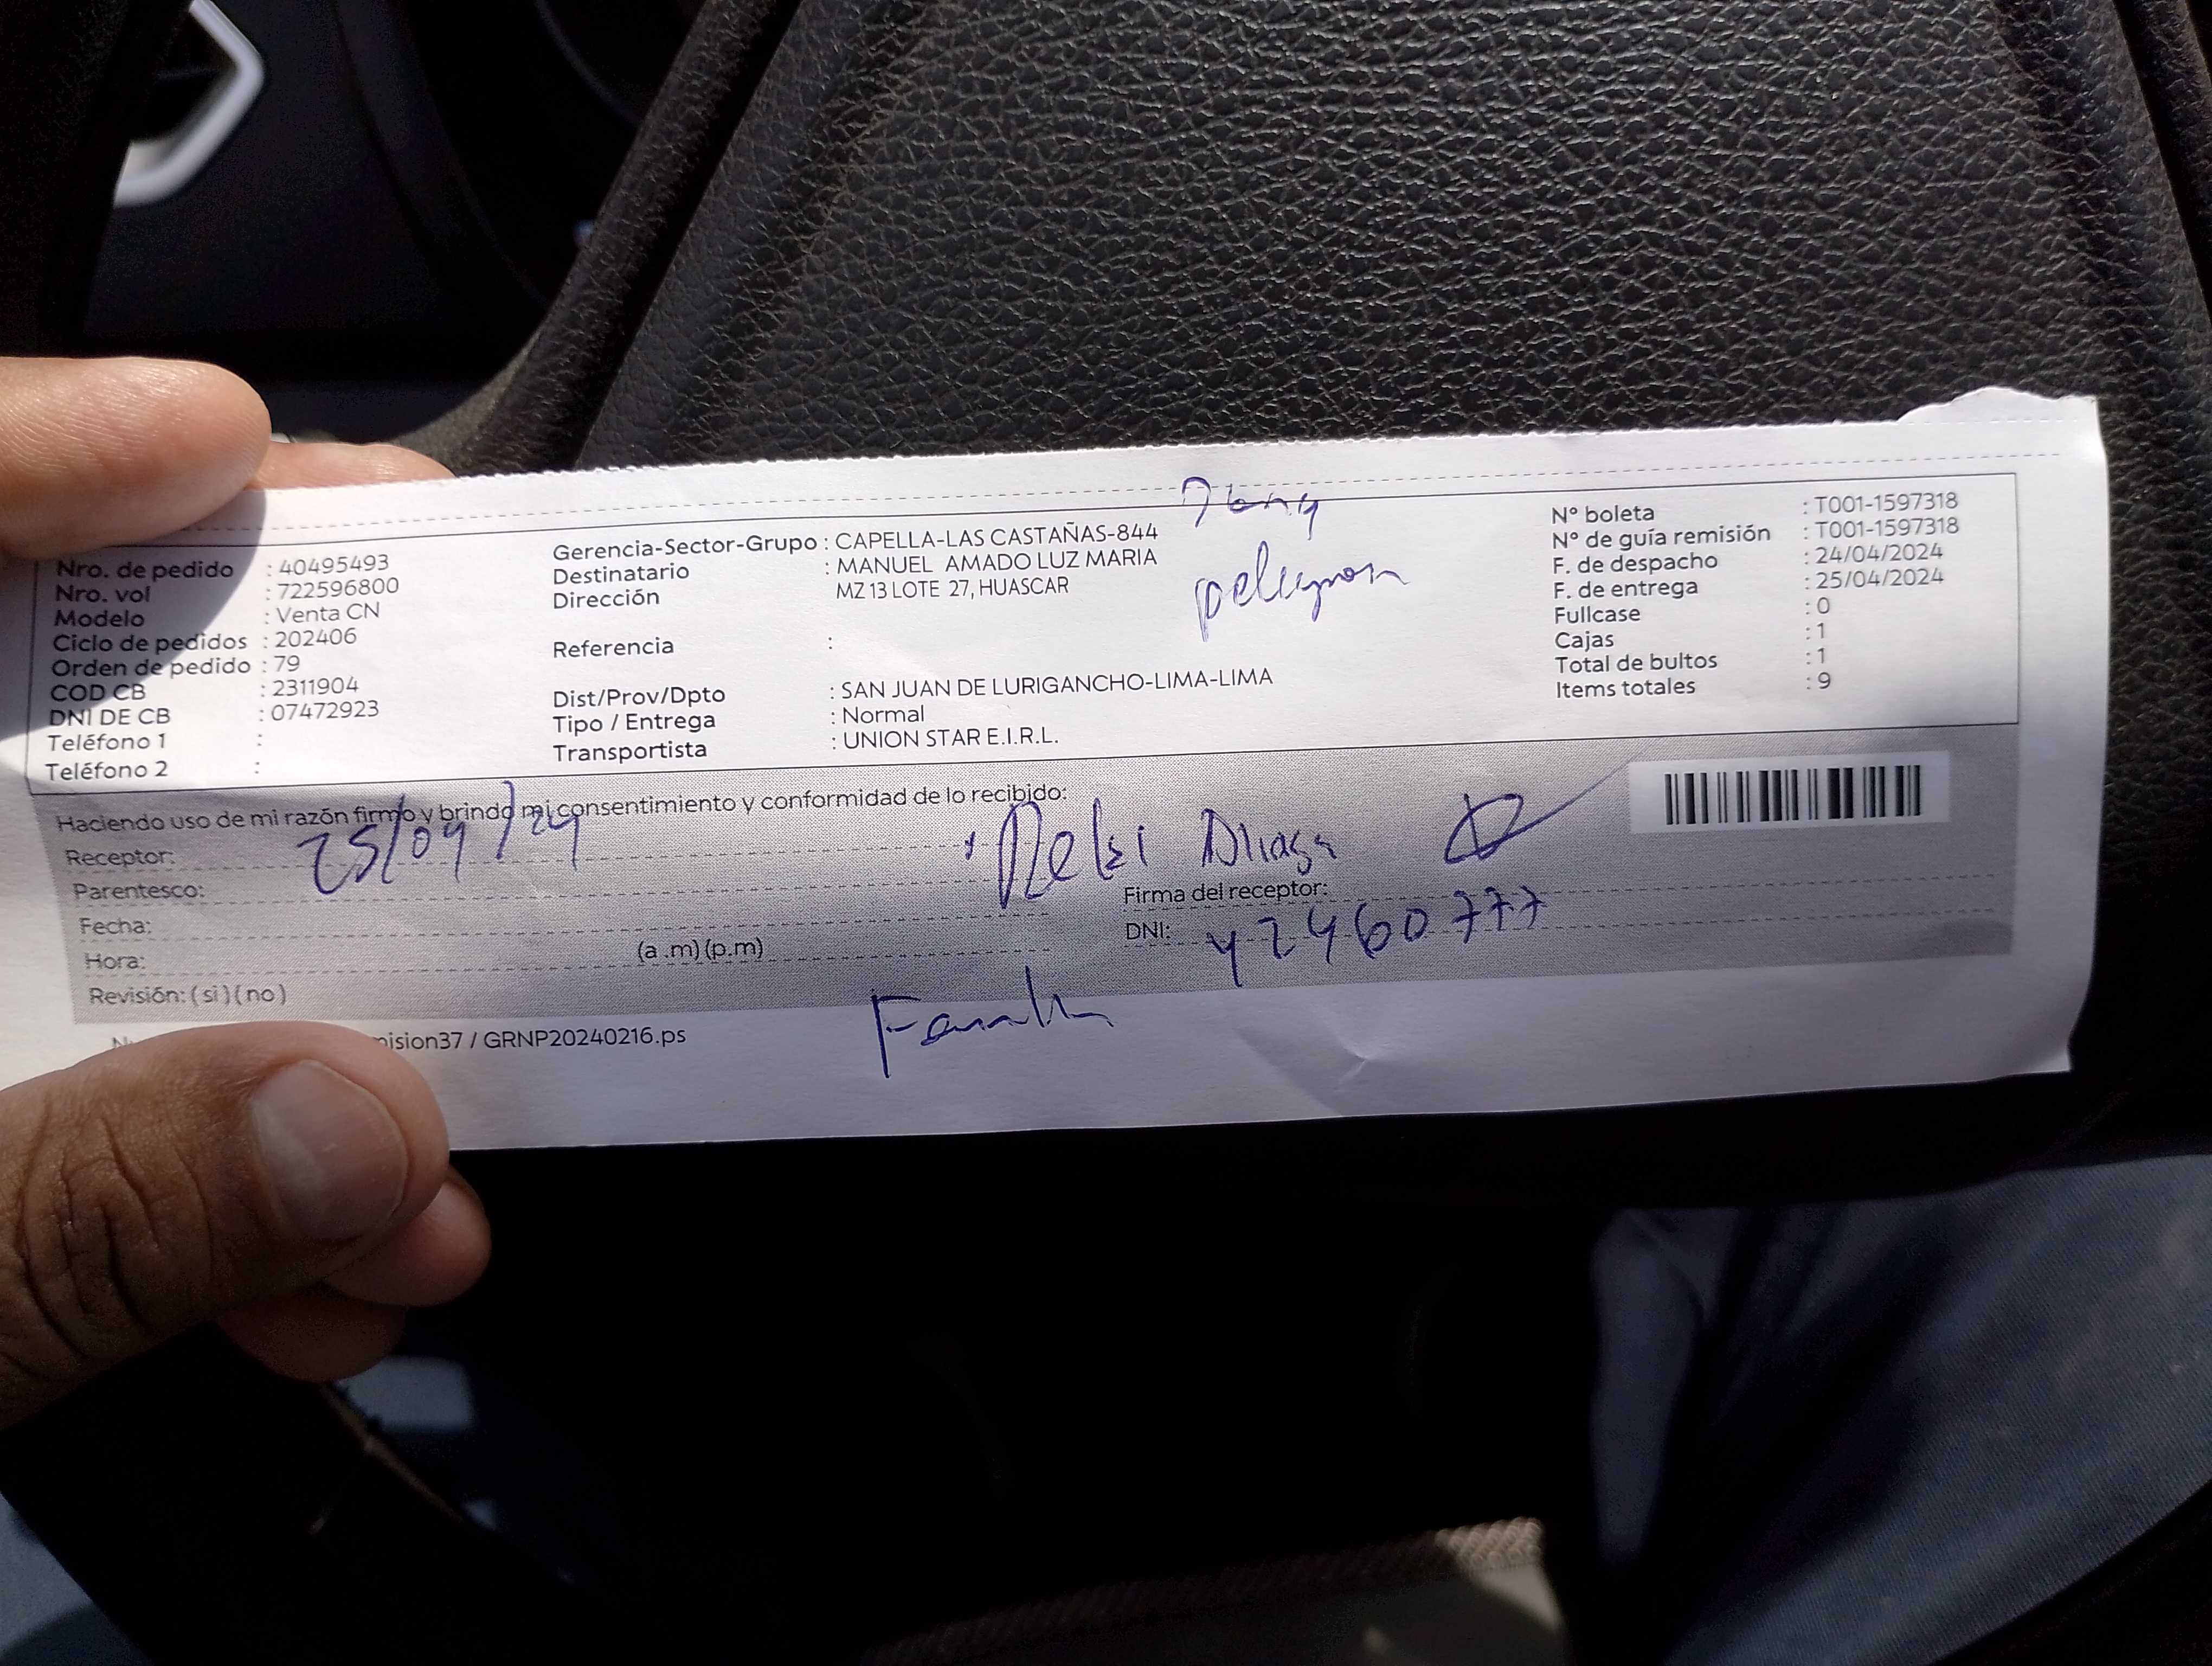 Nro. de pedido : 40495493
Nro. vol : 722596800
Modelo : Venta CN
Ciclo de pedidos : 202406
Orden de pedido : 79
COD CB : 2311904
DNI DE CB : 07472923
Teléfono 1 :
Teléfono 2 :
Gerencia-Sector-Grupo : CAPELLA-LAS CASTAÑAS-844
Destinatario : MANUEL AMADO LUZ MARIA
Dirección MZ 13 LOTE 27, HUASCAR
Referencia :
Dist/Prov/Dpto : SAN JUAN DE LURIGANCHO-LIMA-LIMA
Tipo / Entrega : Normal
Transportista : UNION STAR E.I.R.L.
N° boleta : T001-1597318
N° de guía remisión : T001-1597318
F. de despacho : 24/04/2024
F. de entrega : 25/04/2024
Fullcase : 0
Cajas : 1
Total de bultos : 1
Items totales : 9
Haciendo uso de mi razón firmo y brindo mi consentimiento y conformidad de lo recibido:
25/04/24
Receptor:
Parentesco:
Fecha:
Hora: (a .m) (p.m)
Revisión: ( si ) ( no )
Firma del receptor:
DNI: 42460777
ision37 / GRNP20240216.ps